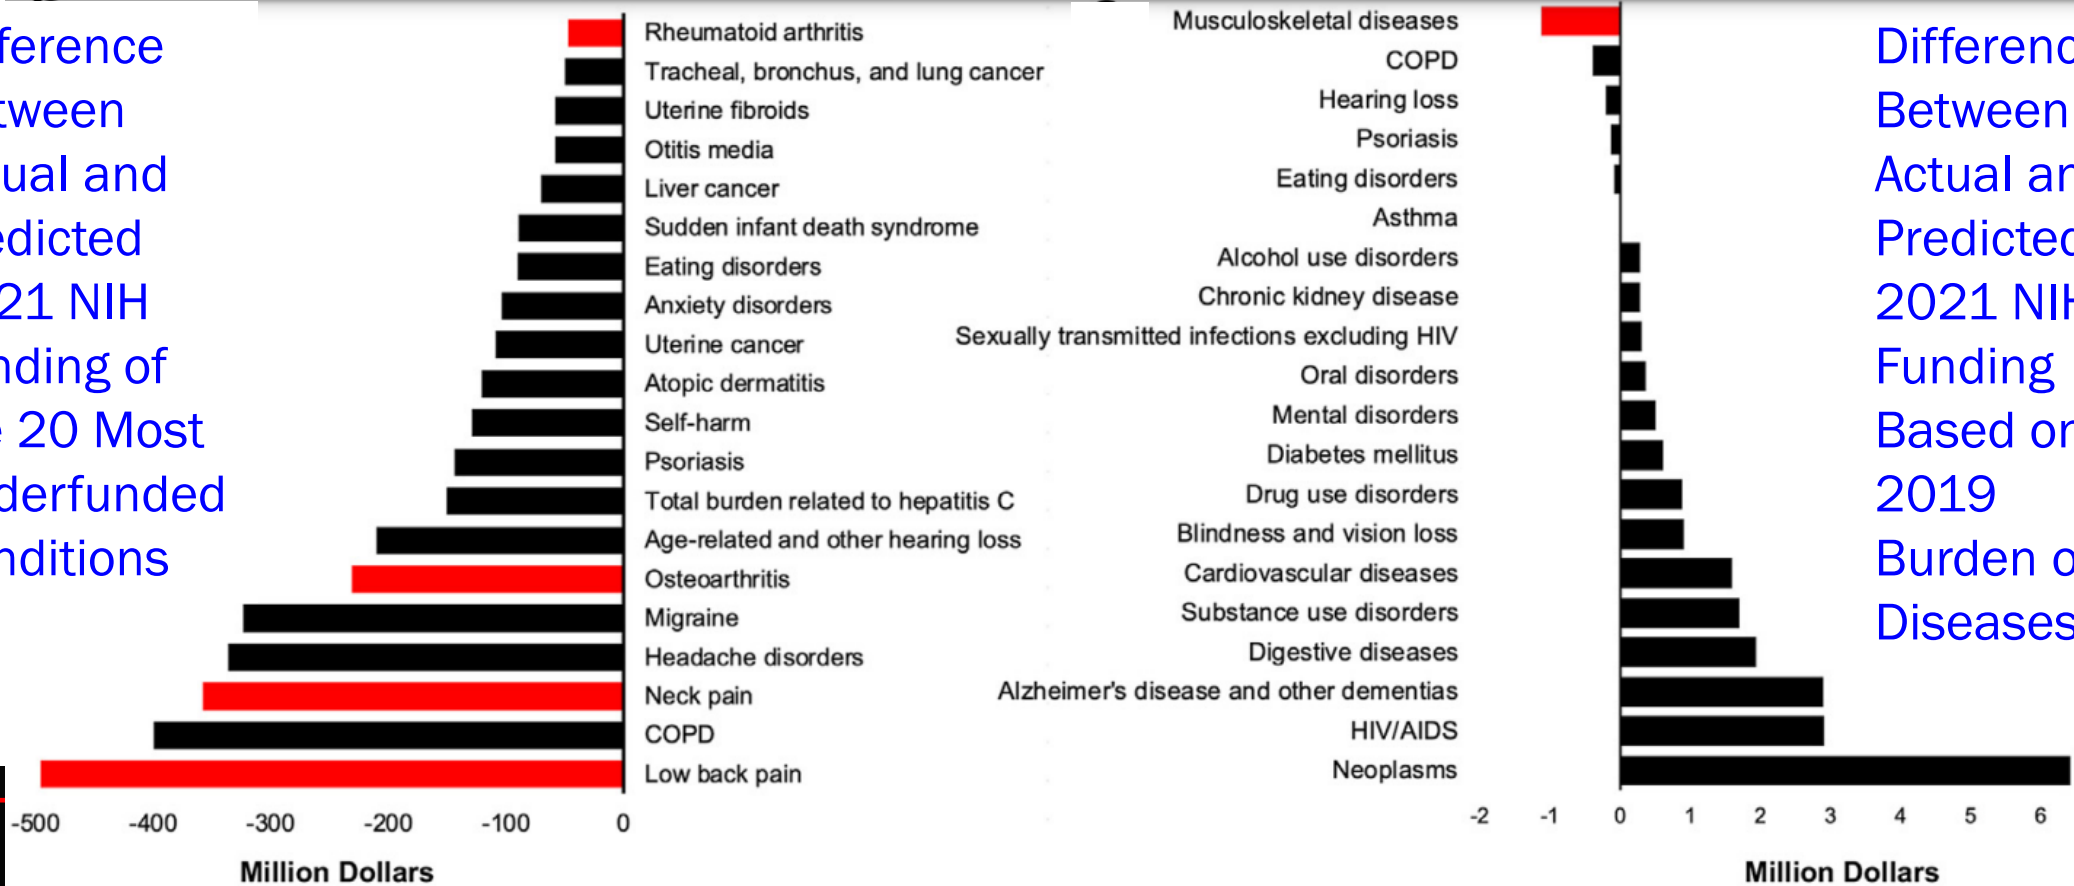 ference
tween
ual and
edicted
21 NIH
nding of
e 20 Most
derfunded
nditions
Rheumatoid arthritis
Tracheal, bronchus, and lung cancer
Uterine fibroids
Otitis media
Liver cancer
Sudden infant death syndrome
Eating disorders
Anxiety disorders
Uterine cancer
Atopic dermatitis
Self-harm
Psoriasis
Total burden related to hepatitis C
Age-related and other hearing loss
Osteoarthritis
Migraine
Headache disorders
Neck pain
COPD
Low back pain
-500 -400 -300 -200 -100 0
Million Dollars
Musculoskeletal diseases
COPD
Hearing loss
Psoriasis
Eating disorders
Asthma
Alcohol use disorders
Chronic kidney disease
Sexually transmitted infections excluding HIV
Oral disorders
Mental disorders
Diabetes mellitus
Drug use disorders
Blindness and vision loss
Cardiovascular diseases
Substance use disorders
Digestive diseases
Alzheimer's disease and other dementias
HIV/AIDS
Neoplasms
-2 -1 0 1 2 3 4 5 6
Million Dollars
Differenc
Between
Actual an
Predicted
2021 NIH
Funding
Based on
2019
Burden o
Diseases